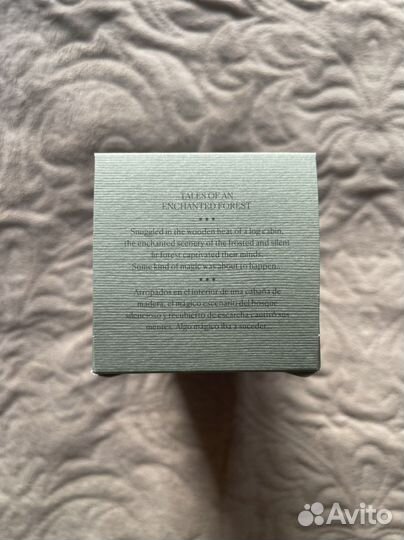 TALES OF AN
ENCHANTED FOREST
Snuggled in the wooden heat of a log cabin,
the enchanted scenery of the frosted and silent
fir forest captivated their minds.
Some kind of magic was about to happen...
Atropados en el interior de una cabaña de
madera, el mágico escenario del bosque
silencioso y recubierto de escarcha cautivó sus
mentes. Algo mágico iba a suceder...
Avito